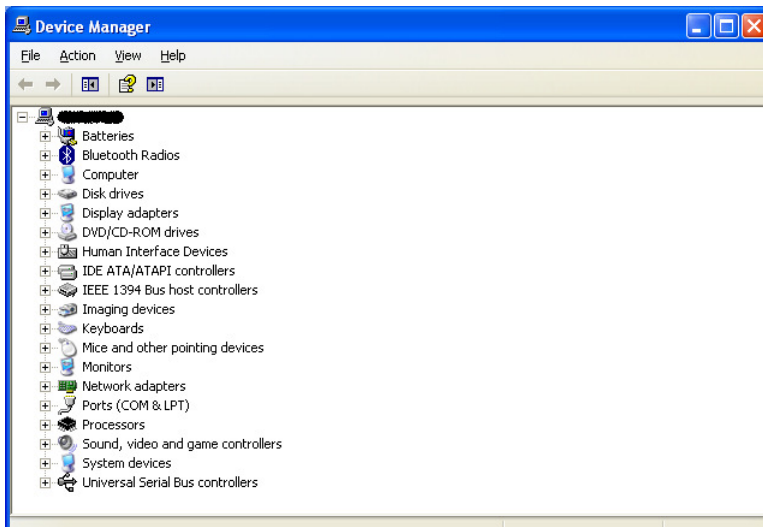 Device Manager
File Action View Help
Batteries
Bluetooth Radios
Computer
Disk drives
Display adapters
DVD/CD-ROM drives
Human Interface Devices
IDE ATA/ATAPI controllers
IEEE 1394 Bus host controllers
Imaging devices
Keyboards
Mice and other pointing devices
Monitors
Network adapters
Ports (COM & LPT)
Processors
Sound, video and game controllers
System devices
Universal Serial Bus controllers